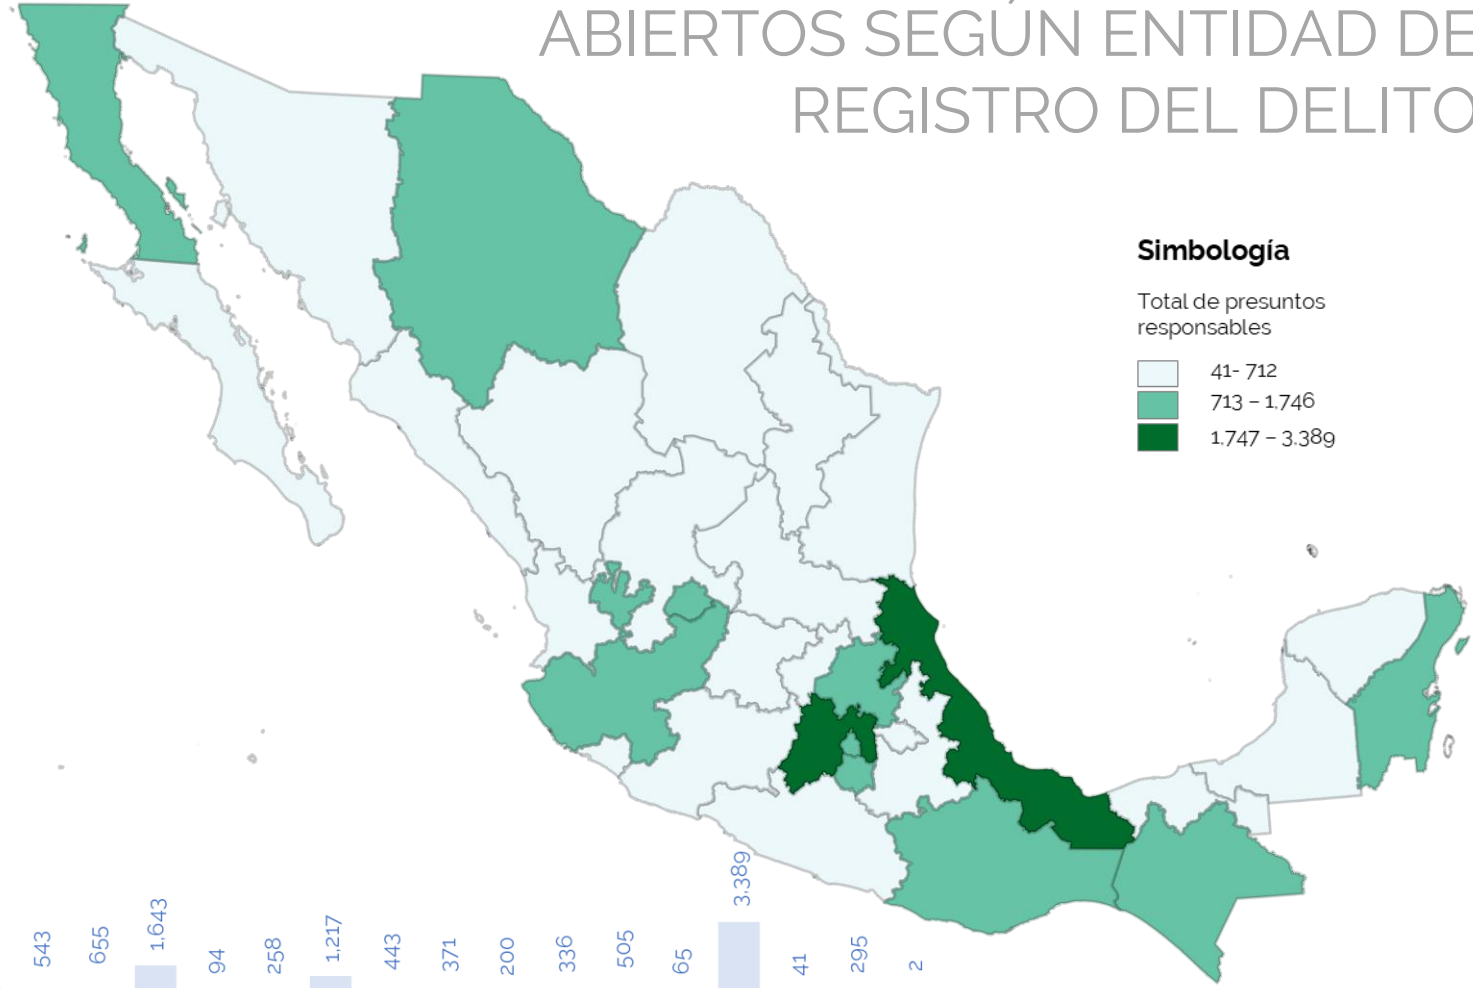 ABIERTOS SEGÚN ENTIDAD DE
REGISTRO DEL DELITO
Simbología
Total de presuntos
responsables
41- 712
713 – 1,746
1,747 – 3,389
543
655
1,643
94
258
1,217
443
371
200
336
505
65
3,389
41
295
2